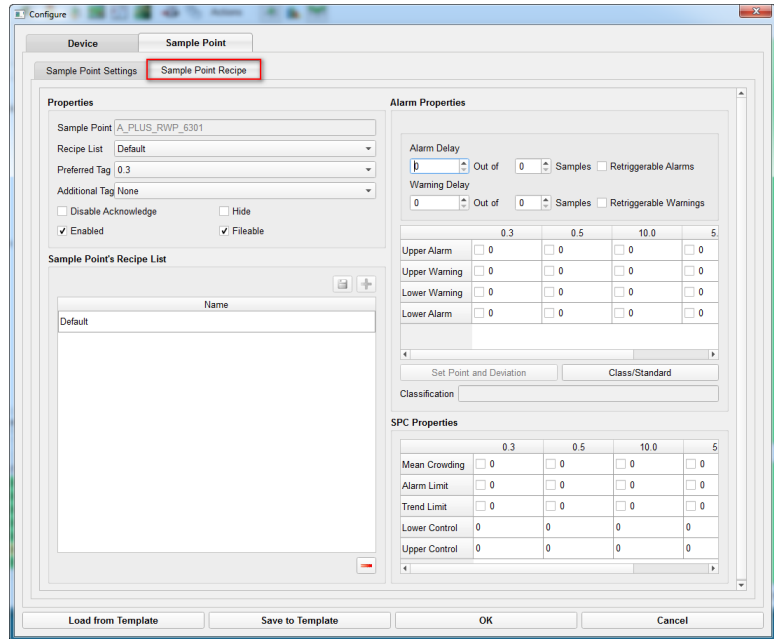 Configure
Actions
Device
Sample Point
Sample Point Settings
Sample Point Recipe
Properties
Sample Point A_PLUS_RWP_6301
Recipe List Default
Preferred Tag 0.3
Additional Tag None
Disable Acknowledge Hide
Enabled Fileable
Sample Point's Recipe List
Name
Default
Alarm Properties
Alarm Delay
0 Out of 0 Samples Retriggerable Alarms
Warning Delay
0 Out of 0 Samples Retriggerable Warnings
0.3 0.5 10.0 5.
Upper Alarm 0 0 0 0
Upper Warning 0 0 0 0
Lower Warning 0 0 0 0
Lower Alarm 0 0 0 0
Set Point and Deviation Class/Standard
Classification
SPC Properties
0.3 0.5 10.0 5
Mean Crowding 0 0 0 0
Alarm Limit 0 0 0 0
Trend Limit 0 0 0 0
Lower Control 0 0 0 0
Upper Control 0 0 0 0
Load from Template Save to Template OK Cancel